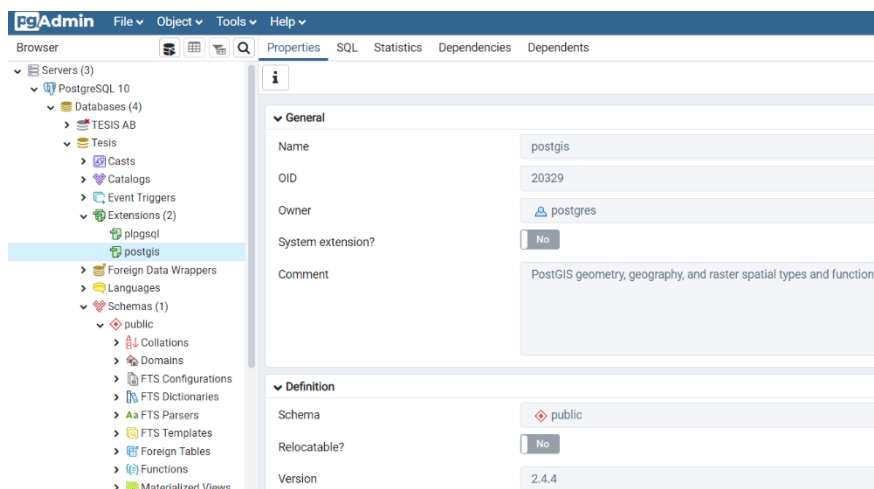 pgAdmin File Object Tools Help
Browser Properties SQL Statistics Dependencies Dependents
Servers (3)
PostgreSQL 10
Databases (4)
TESIS AB
Tesis
Casts
Catalogs
Event Triggers
Extensions (2)
plpgsql
postgis
Foreign Data Wrappers
Languages
Schemas (1)
public
Collations
Domains
FTS Configurations
FTS Dictionaries
Aa FTS Parsers
FTS Templates
Foreign Tables
Functions
Materialized Views
i
General
Name postgis
OID 20329
Owner postgres
System extension? No
Comment PostGIS geometry, geography, and raster spatial types and function
Definition
Schema public
Relocatable? No
Version 2.4.4